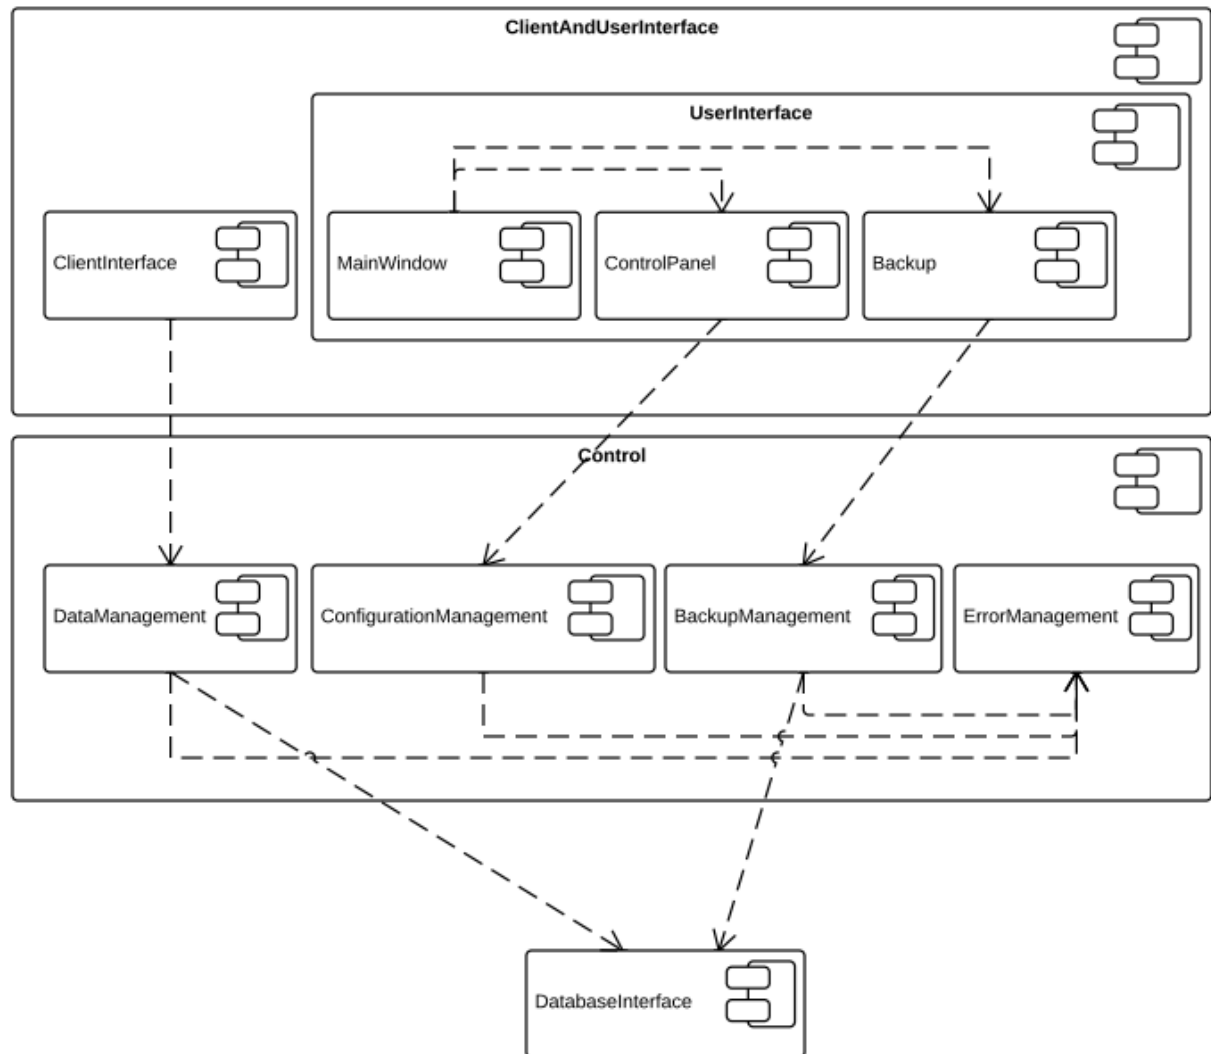 ClientAndUserInterface
UserInterface
ClientInterface
MainWindow
ControlPanel
Backup
Control
DataManagement
ConfigurationManagement
BackupManagement
ErrorManagement
DatabaseInterface